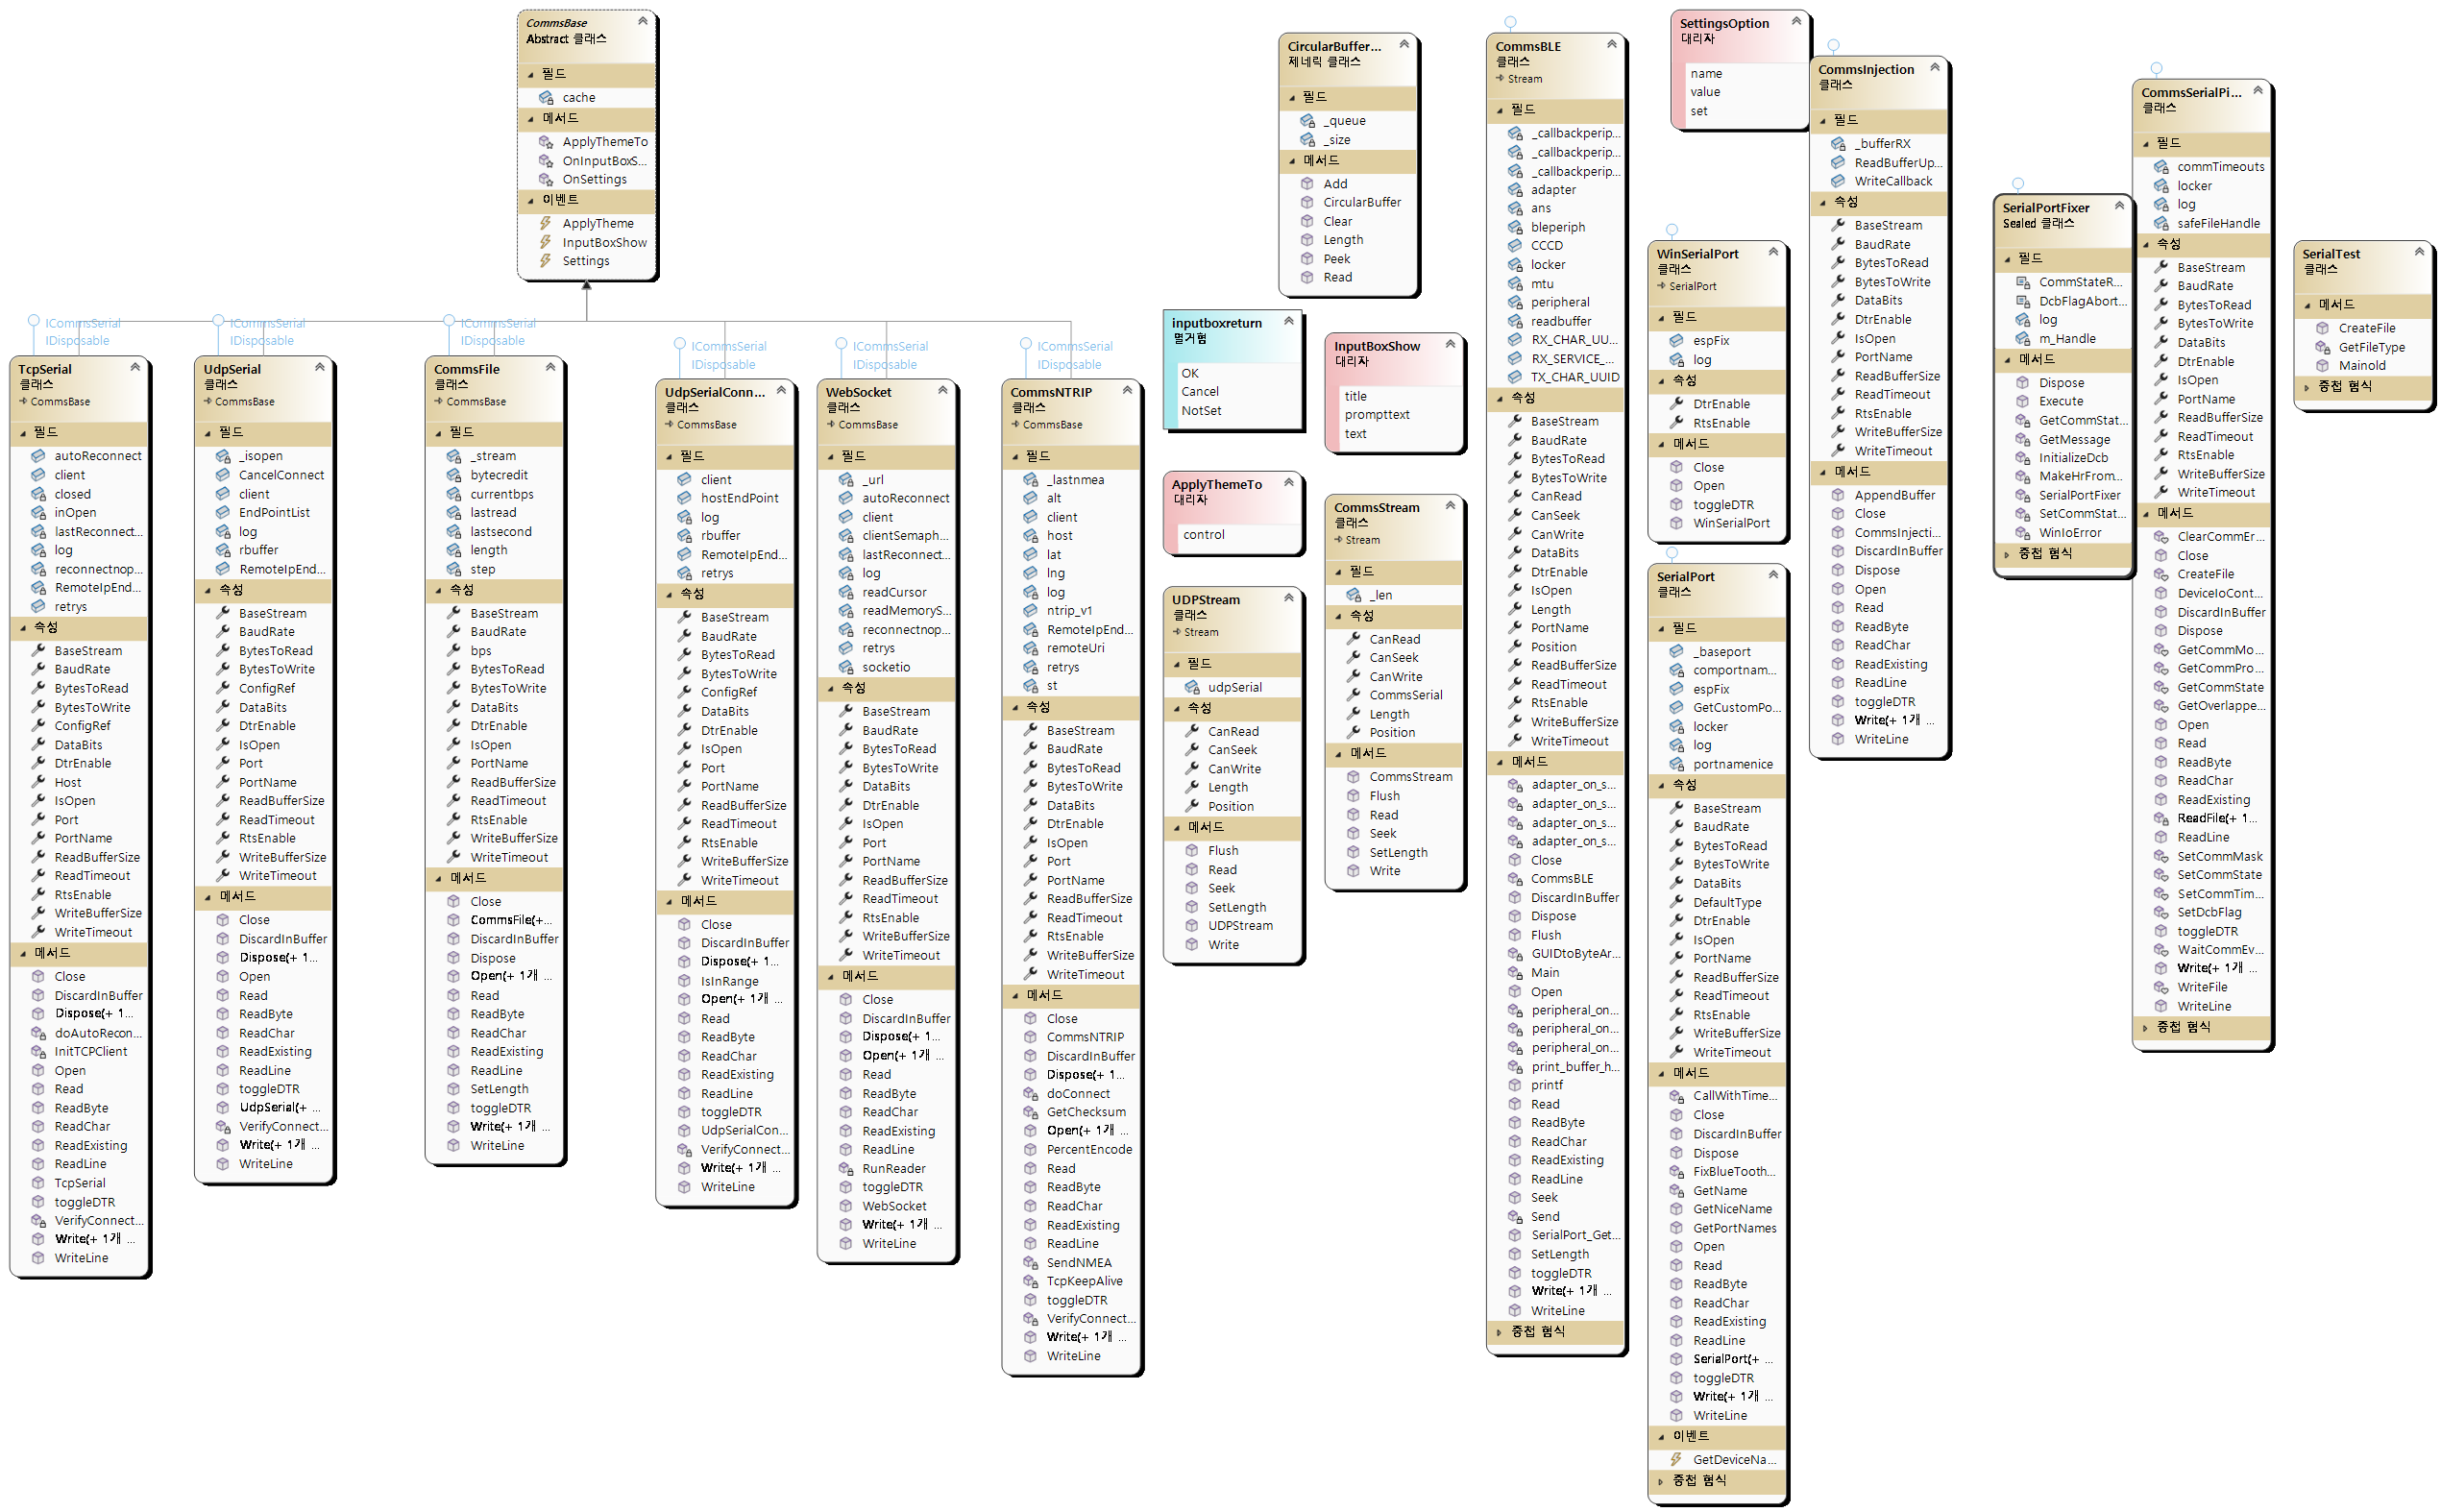 CommsBase
Abstract 클래스
필드
cache
메서드
ApplyThemeTo
OnInputBoxS...
OnSettings
이벤트
ApplyTheme
InputBoxShow
Settings
ICommsSerial
IDisposable
TcpSerial
클래스
CommsBase
필드
autoReconnect
client
closed
inOpen
lastReconnect...
log
reconnectnop...
RemoteIpEnd...
retrys
속성
BaseStream
BaudRate
BytesToRead
BytesToWrite
ConfigRef
DataBits
DtrEnable
Host
IsOpen
Port
PortName
ReadBufferSize
ReadTimeout
RtsEnable
WriteBufferSize
WriteTimeout
메서드
Close
DiscardInBuffer
Dispose(+ 1...
doAutoRecon...
InitTCPClient
Open
Read
ReadByte
ReadChar
ReadExisting
ReadLine
TcpSerial
toggleDTR
VerifyConnect...
Write(+ 1개 ...
WriteLine
ICommsSerial
IDisposable
UdpSerial
클래스
CommsBase
필드
_isopen
CancelConnect
client
EndPointList
log
rbuffer
RemoteIpEnd...
속성
BaseStream
BaudRate
BytesToRead
BytesToWrite
ConfigRef
DataBits
DtrEnable
IsOpen
Port
PortName
ReadBufferSize
ReadTimeout
RtsEnable
WriteBufferSize
WriteTimeout
메서드
Close
DiscardInBuffer
Dispose(+ 1...
Open
Read
ReadByte
ReadChar
ReadExisting
ReadLine
toggleDTR
UdpSerial(+ ...
VerifyConnect...
Write(+ 1개 ...
WriteLine
ICommsSerial
IDisposable
CommsFile
클래스
CommsBase
필드
_stream
bytecredit
currentbps
lastread
lastsecond
length
step
속성
BaseStream
BaudRate
bps
BytesToRead
BytesToWrite
DataBits
DtrEnable
IsOpen
PortName
ReadBufferSize
ReadTimeout
RtsEnable
WriteBufferSize
WriteTimeout
메서드
Close
CommsFile(+...
DiscardInBuffer
Dispose
Open(+ 1개 ...
Read
ReadByte
ReadChar
ReadExisting
ReadLine
SetLength
toggleDTR
Write(+ 1개 ...
WriteLine
ICommsSerial
IDisposable
UdpSerialConn...
클래스
CommsBase
필드
client
hostEndPoint
log
rbuffer
RemoteIpEnd...
retrys
속성
BaseStream
BaudRate
BytesToRead
BytesToWrite
ConfigRef
DataBits
DtrEnable
IsOpen
Port
PortName
ReadBufferSize
ReadTimeout
RtsEnable
WriteBufferSize
WriteTimeout
메서드
Close
DiscardInBuffer
Dispose(+ 1...
IsInRange
Open(+ 1개 ...
Read
ReadByte
ReadChar
ReadExisting
ReadLine
toggleDTR
UdpSerialCon...
VerifyConnect...
Write(+ 1개 ...
WriteLine
ICommsSerial
IDisposable
WebSocket
클래스
CommsBase
필드
_url
autoReconnect
client
clientSemaph...
lastReconnect...
log
readCursor
readMemoryS...
reconnectnop...
retrys
socketio
속성
BaseStream
BaudRate
BytesToRead
BytesToWrite
DataBits
DtrEnable
IsOpen
Port
PortName
ReadBufferSize
ReadTimeout
RtsEnable
WriteBufferSize
WriteTimeout
메서드
Close
DiscardInBuffer
Dispose(+ 1...
Open(+ 1개 ...
Read
ReadByte
ReadChar
ReadExisting
ReadLine
RunReader
toggleDTR
WebSocket
Write(+ 1개 ...
WriteLine
ICommsSerial
IDisposable
CommsNTRIP
클래스
CommsBase
필드
_lastnmea
alt
client
host
lat
lng
log
ntrip_v1
RemoteIpEnd...
remoteUri
retrys
st
속성
BaseStream
BaudRate
BytesToRead
BytesToWrite
DataBits
DtrEnable
IsOpen
Port
PortName
ReadBufferSize
ReadTimeout
RtsEnable
WriteBufferSize
WriteTimeout
메서드
Close
CommsNTRIP
DiscardInBuffer
Dispose(+ 1...
doConnect
GetChecksum
Open(+ 1개 ...
PercentEncode
Read
ReadByte
ReadChar
ReadExisting
ReadLine
SendNMEA
TcpKeepAlive
toggleDTR
VerifyConnect...
Write(+ 1개 ...
WriteLine
CircularBuffer...
제네릭 클래스
필드
_queue
_size
메서드
Add
CircularBuffer
Clear
Length
Peek
Read
inputboxreturn
열거형
OK
Cancel
NotSet
InputBoxShow
대리자
title
prompttext
text
ApplyThemeTo
대리자
control
UDPStream
클래스
Stream
필드
udpSerial
속성
CanRead
CanSeek
CanWrite
Length
Position
메서드
Flush
Read
Seek
SetLength
UDPStream
Write
CommsStream
클래스
Stream
필드
_len
속성
CanRead
CanSeek
CanWrite
CommsSerial
Length
Position
메서드
CommsStream
Flush
Read
Seek
SetLength
Write
CommsBLE
클래스
Stream
필드
_callbackperip...
_callbackperip...
_callbackperip...
adapter
ans
bleperiph
CCCD
locker
mtu
peripheral
readbuffer
RX_CHAR_UU...
RX_SERVICE_...
TX_CHAR_UUID
속성
BaseStream
BaudRate
BytesToRead
BytesToWrite
CanRead
CanSeek
CanWrite
DataBits
DtrEnable
IsOpen
Length
PortName
Position
ReadBufferSize
ReadTimeout
RtsEnable
WriteBufferSize
WriteTimeout
메서드
adapter_on_s...
adapter_on_s...
adapter_on_s...
adapter_on_s...
Close
CommsBLE
DiscardInBuffer
Dispose
Flush
GUIDtoByteAr...
Main
Open
peripheral_on...
peripheral_on...
peripheral_on...
print_buffer_h...
printf
Read
ReadByte
ReadChar
ReadExisting
ReadLine
Seek
Send
SerialPort_Get...
SetLength
toggleDTR
Write(+ 1개 ...
WriteLine
중첩 형식
SettingsOption
대리자
name
value
set
WinSerialPort
클래스
SerialPort
필드
espFix
log
속성
DtrEnable
RtsEnable
메서드
Close
Open
toggleDTR
WinSerialPort
SerialPort
클래스
필드
_baseport
comportnam...
espFix
GetCustomPo...
locker
log
portnamenice
속성
BaseStream
BaudRate
BytesToRead
BytesToWrite
DataBits
DefaultType
DtrEnable
IsOpen
PortName
ReadBufferSize
ReadTimeout
RtsEnable
WriteBufferSize
WriteTimeout
메서드
CallWithTime...
Close
DiscardInBuffer
Dispose
FixBlueTooth...
GetName
GetNiceName
GetPortNames
Open
Read
ReadByte
ReadChar
ReadExisting
ReadLine
SerialPort(+ ...
toggleDTR
Write(+ 1개 ...
WriteLine
이벤트
GetDeviceNa...
중첩 형식
CommsInjection
클래스
필드
_bufferRX
ReadBufferUp...
WriteCallback
속성
BaseStream
BaudRate
BytesToRead
BytesToWrite
DataBits
DtrEnable
IsOpen
PortName
ReadBufferSize
ReadTimeout
RtsEnable
WriteBufferSize
WriteTimeout
메서드
AppendBuffer
Close
CommsInjecti...
DiscardInBuffer
Dispose
Open
Read
ReadByte
ReadChar
ReadExisting
ReadLine
toggleDTR
Write(+ 1개 ...
WriteLine
SerialPortFixer
Sealed 클래스
필드
CommStateR...
DcbFlagAbort...
log
m_Handle
메서드
Dispose
Execute
GetCommStat...
GetMessage
InitializeDcb
MakeHrFrom...
SerialPortFixer
SetCommStat...
WinIoError
중첩 형식
CommsSerialPi...
클래스
필드
commTimeouts
locker
log
safeFileHandle
속성
BaseStream
BaudRate
BytesToRead
BytesToWrite
DataBits
DtrEnable
IsOpen
PortName
ReadBufferSize
ReadTimeout
RtsEnable
WriteBufferSize
WriteTimeout
메서드
ClearCommEr...
Close
CreateFile
DeviceIoCont...
DiscardInBuffer
Dispose
GetCommMo...
GetCommPro...
GetCommState
GetOverlappe...
Open
Read
ReadByte
ReadChar
ReadExisting
ReadFile(+ 1...
ReadLine
SetCommMask
SetCommState
SetCommTim...
SetDcbFlag
toggleDTR
WaitCommEv...
Write(+ 1개 ...
WriteFile
WriteLine
중첩 형식
SerialTest
클래스
메서드
CreateFile
GetFileType
Mainold
중첩 형식